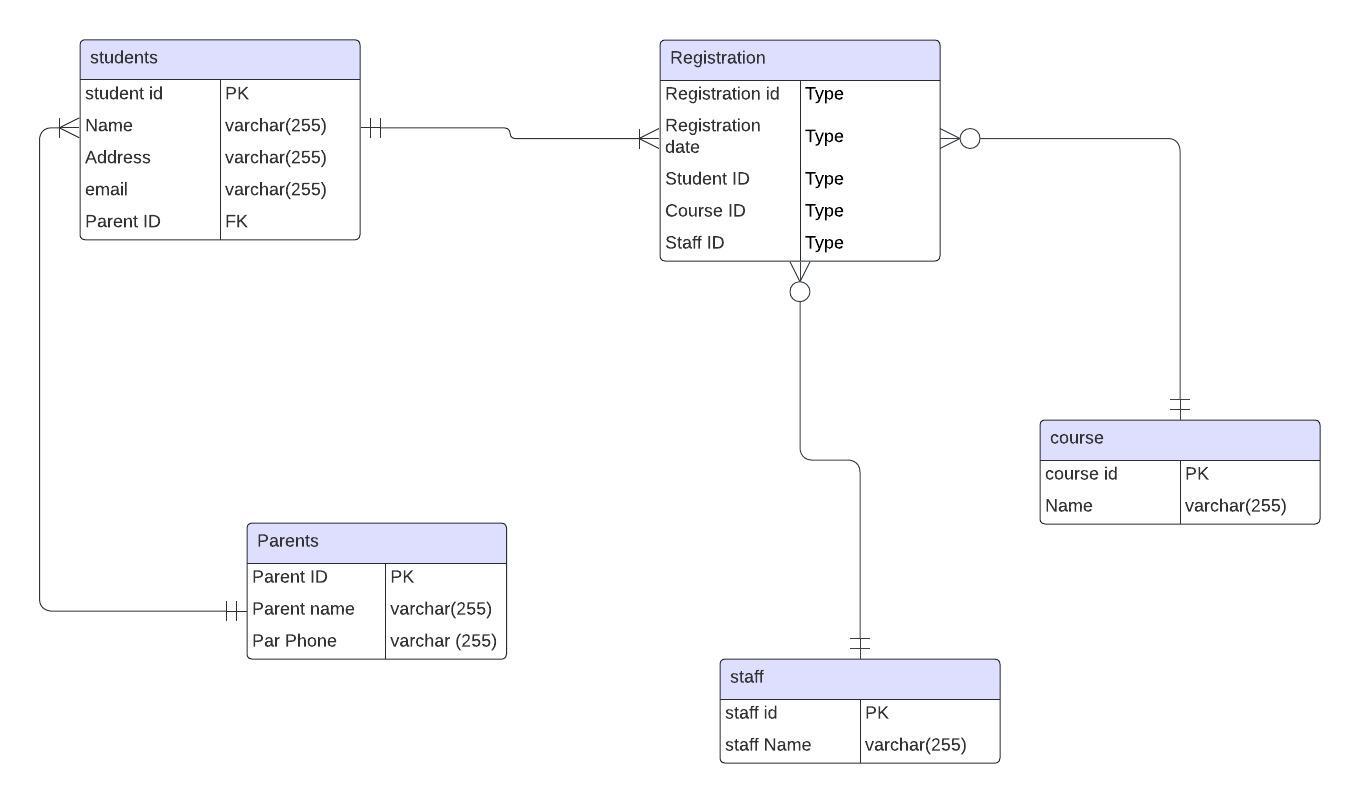 students
student id PK
Name varchar(255)
Address varchar(255)
email varchar(255)
Parent ID FK
Registration
Registration id Type
Registration
date Type
Student ID Type
Course ID Type
Staff ID Type
course
course id PK
Name varchar(255)
Parents
Parent ID PK
Parent name varchar(255)
Par Phone varchar (255)
staff
staff id PK
staff Name varchar(255)